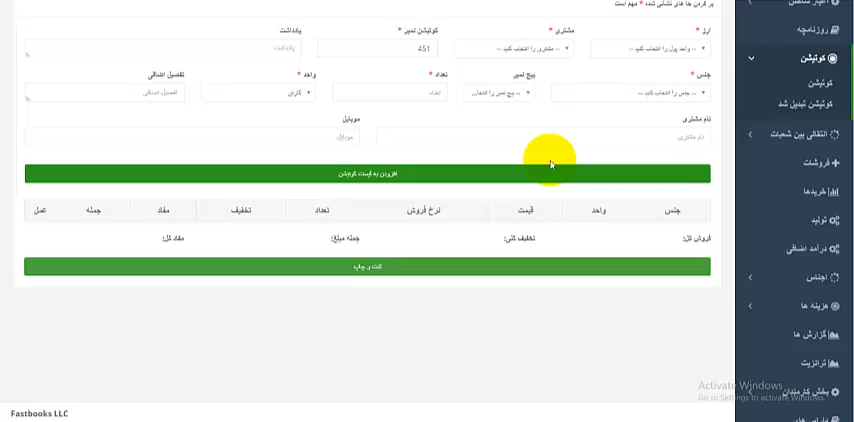 پر کردن ها های نشانی شده * مهم است
ارز *
مشتری *
کوتیشن نمبر *
یادداشت
-- واحد پول را انتخاب کنید --
-- مشتری را انتخاب کنید --
451
یادداشت
جنس *
بیچ نمبر
تعداد *
واحد *
تفصیل اضافی
-- جنس را انتخاب کنید --
-- بیچ نمبر را انتخا...
تعداد
کارتن
تفصیل اضافی
نام مشتری
موبایل
نام مشتری
موبایل
افزودن به لیست کوتیشن
جنس
واحد
قیمت
نرخ فروش
تعداد
تخفیف
مفاد
جمله
عمل
فروش کل:
تخفیف کلی:
جمله مبلغ:
مفاد کل:
ثبت و چاپ
روزنامچه
کوتیشن
کوتیشن
کوتیشن تبدیل شد
انتقالی بین شعبات
فروشات
خریدها
تولید
درآمد اضافی
اجناس
هزینه ها
گزارش ها
ترانزیت
بخش کارمندان
Activate Windows
Go to Settings to activate Windows.
Fastbooks LLC